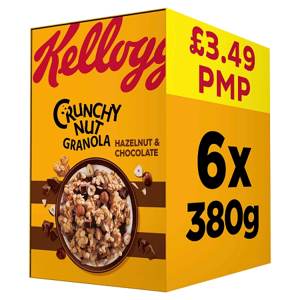 Kellogg
CRUNCHY
NUT
GRANOLA
HAZELNUT &
CHOCOLATE
£3.49
PMP
6x
380g